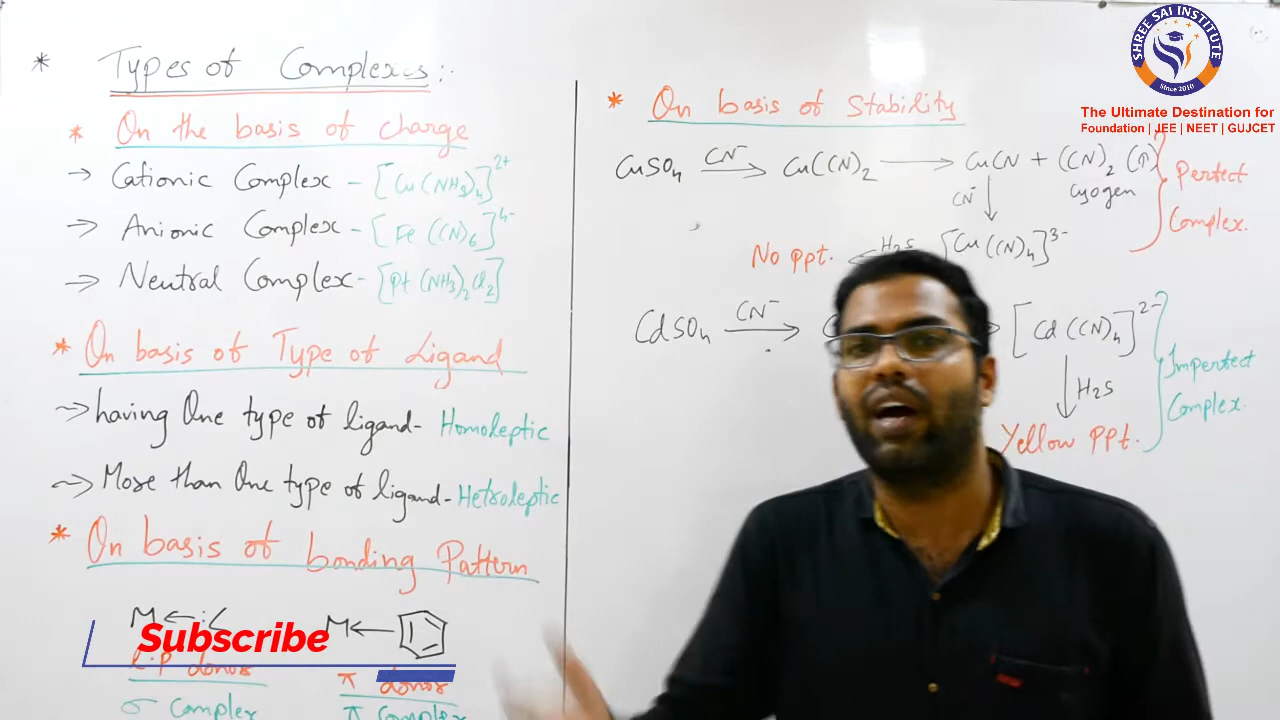 * Types of Complexes:-
* On the basis of charge
→ Cationic Complex - [Cu(NH3)4]2+
→ Anionic Complex - [Fe(CN)6]4-
→ Neutral Complex - [Pt(NH3)2Cl2]
* On basis of Type of Ligand
→ having One type of ligand - Homoleptic
→ More than One type of ligand - Hetroleptic
* On basis of bonding Pattern
M ← :L
M ←
Subscribe
l.p donor
π donor
σ Complex
π Complex
* On basis of Stability
CuSO4 CN- → Cu(CN)2 → CuCN + (CN)2 (↑)
CN- ↓
Cyogen
Pertect
Complex.
No ppt. ← H2S [Cu(CN)4]3-
CdSO4 CN- → → [Cd(CN)4]2-
↓ H2S
Yellow PPt.
Impertect
Complex.
SHREE SAI INSTITUTE
Since 2010
The Ultimate Destination for
Foundation | JEE | NEET | GUJCET